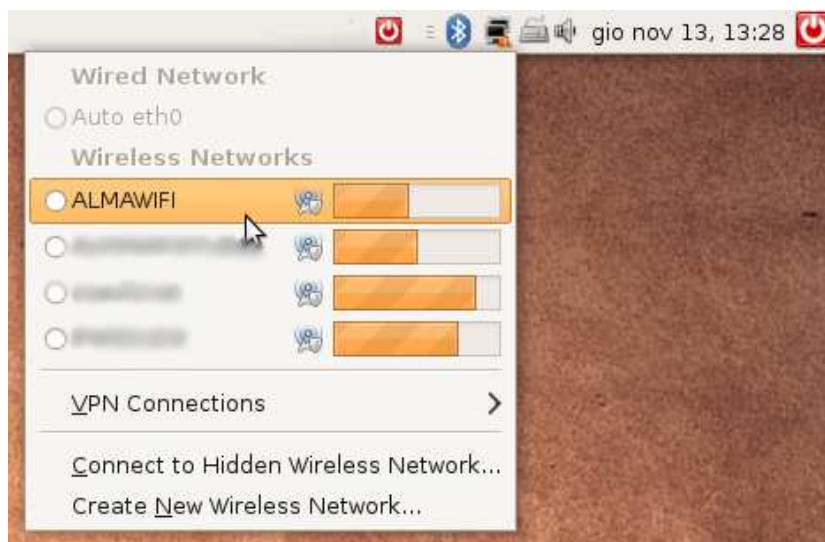 gio nov 13, 13:28
Wired Network
Auto eth0
Wireless Networks
ALMAWIFI
VPN Connections
Connect to Hidden Wireless Network...
Create New Wireless Network...